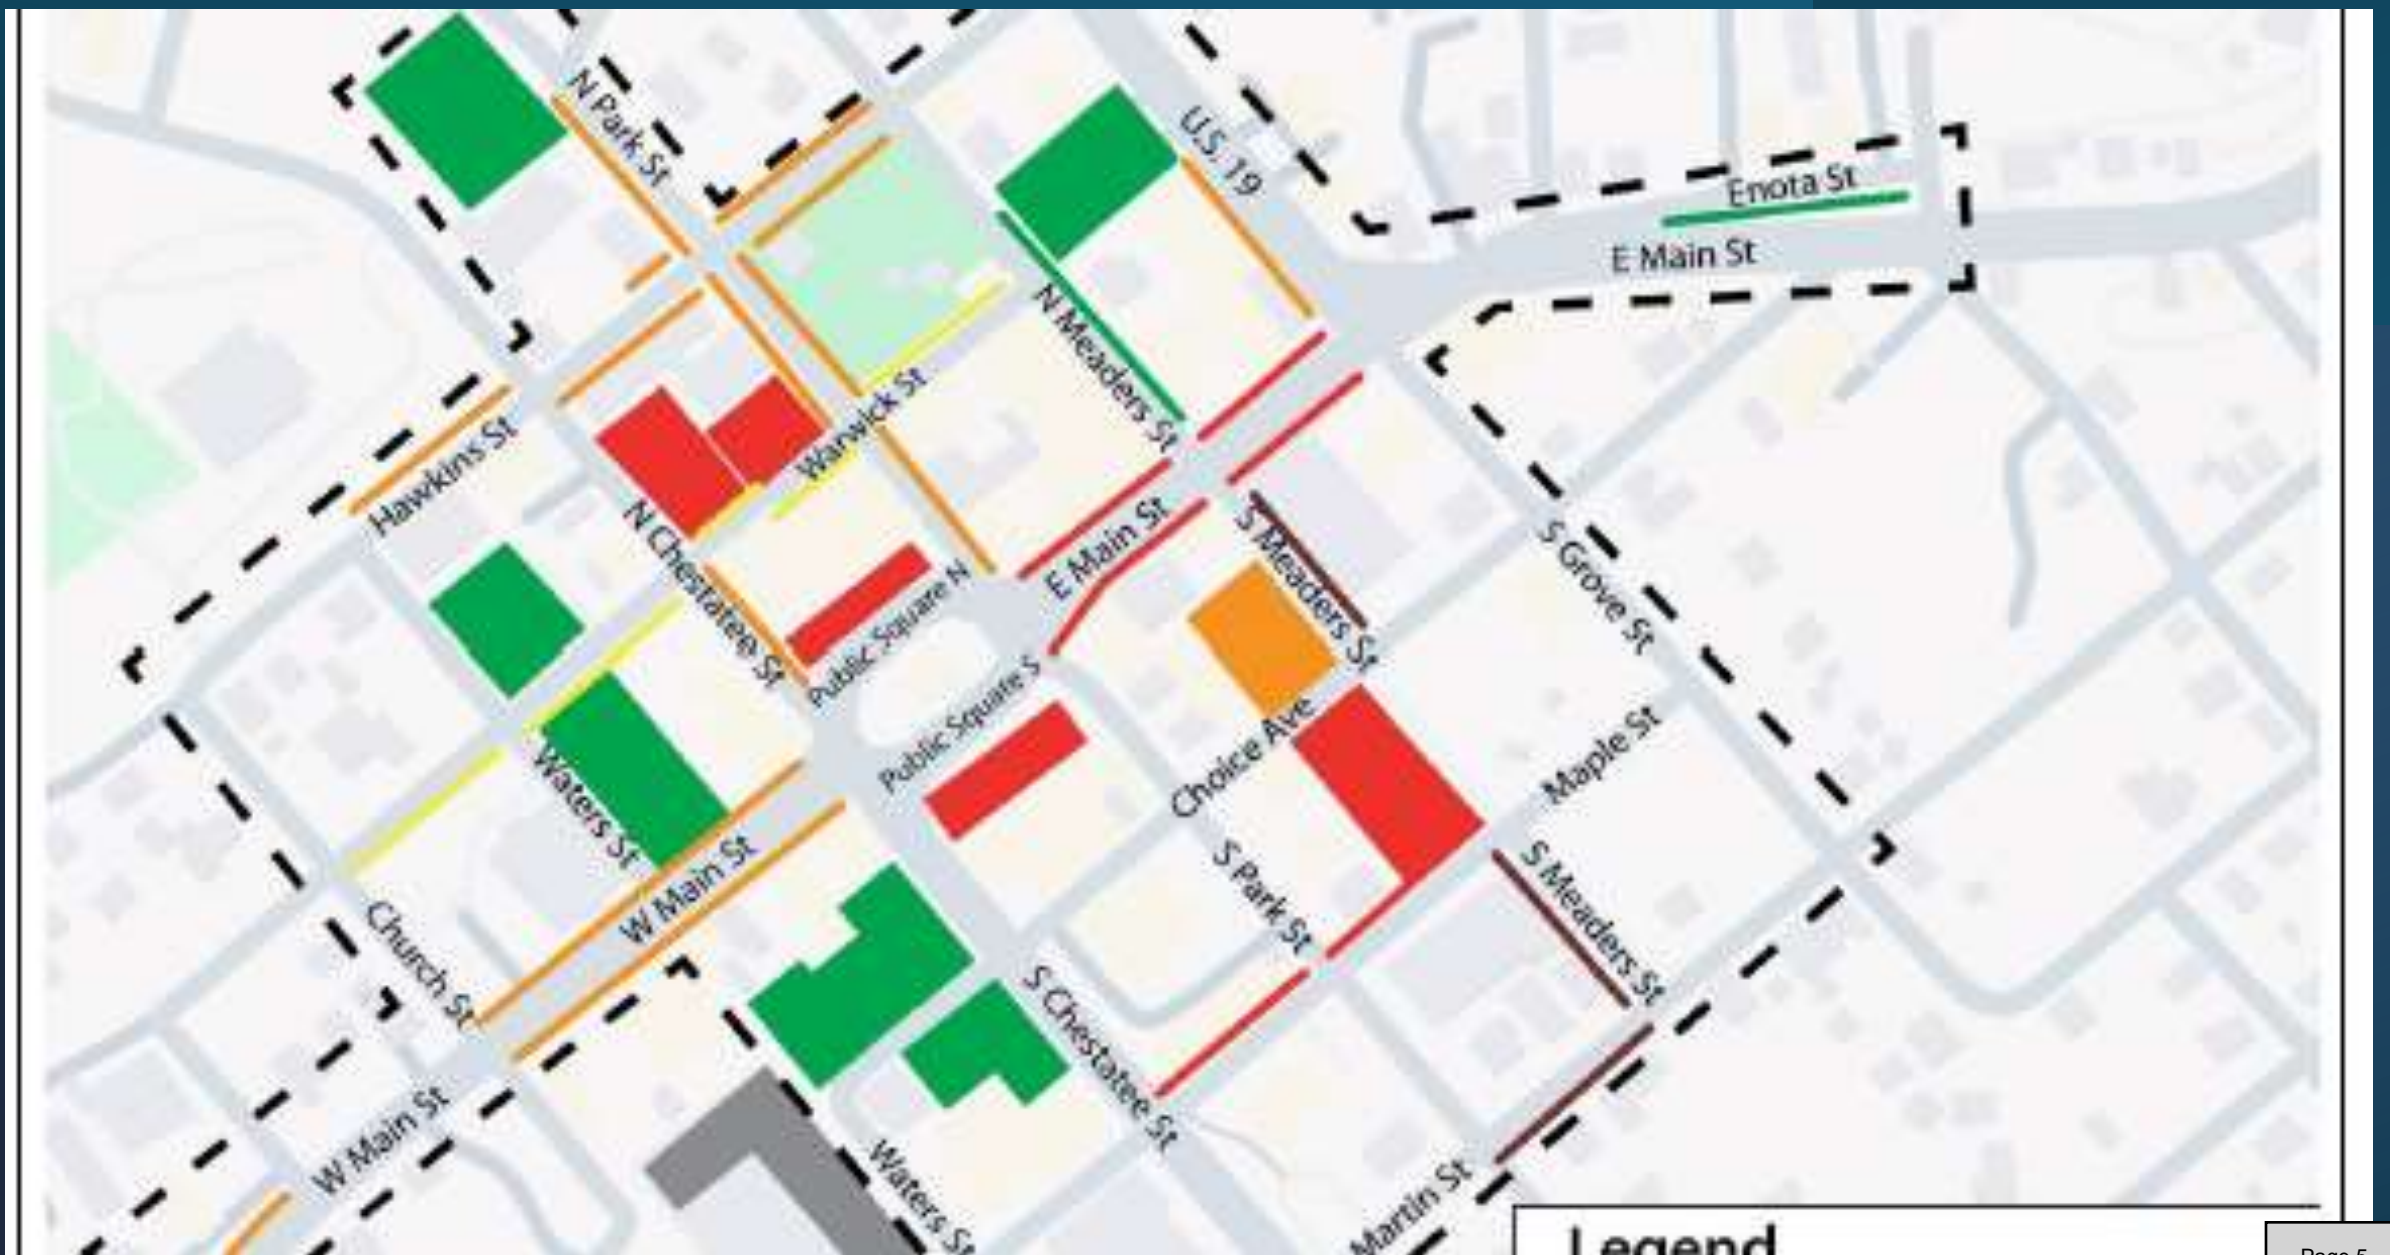 N Park St
U.S. 19
Enota St
E Main St
N Meaders St
Warwick St
Hawkins St
N Chestatee St
E Main St
S Meaders St
S Grove St
Public Square N
Public Square S
Choice Ave
Maple St
Waters St
W Main St
S Park St
S Meaders St
Church St
S Chestatee St
W Main St
Waters St
Martin St
Legend
Page 5